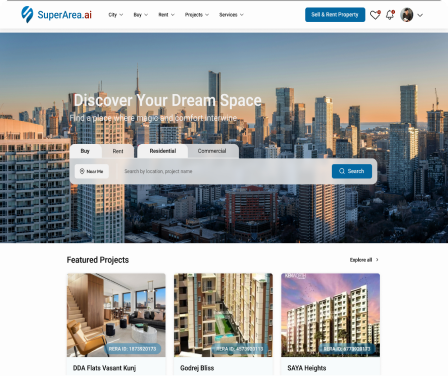 SuperArea.ai
City
Buy
Rent
Projects
Services
Sell & Rent Property
Discover Your Dream Space
Find a place where magic and comfort intertwine
Buy
Rent
Residential
Commercial
Near Me
Search by location, project name
Search
Featured Projects
Explore all
RERA ID: 1873920175
RERA ID:
RERA ID:
DDA Flats Vasant Kunj
Godrej Bliss
SAYA Heights